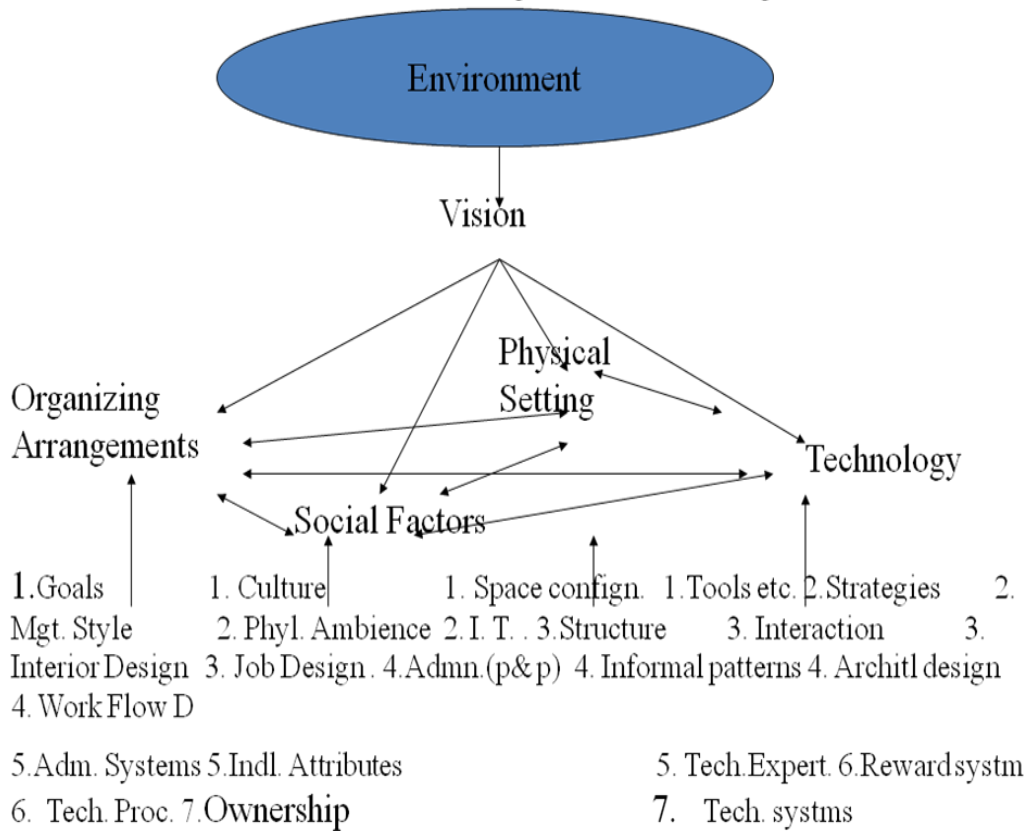 Environment
Vision
Physical
Setting
Organizing
Arrangements
Technology
Social Factors
1.Goals 1. Culture 1. Space confign. 1.Tools etc. 2.Strategies 2.
Mgt. Style 2. Phyl. Ambience 2. I. T. . 3.Structure 3. Interaction 3.
Interior Design 3. Job Design . 4.Admn.(p&p) 4. Informal patterns 4. Architl design
4. Work Flow D
5.Adm. Systems 5.Indl. Attributes 5. Tech.Expert. 6.Reward systm
6. Tech. Proc. 7.Ownership 7. Tech. systms